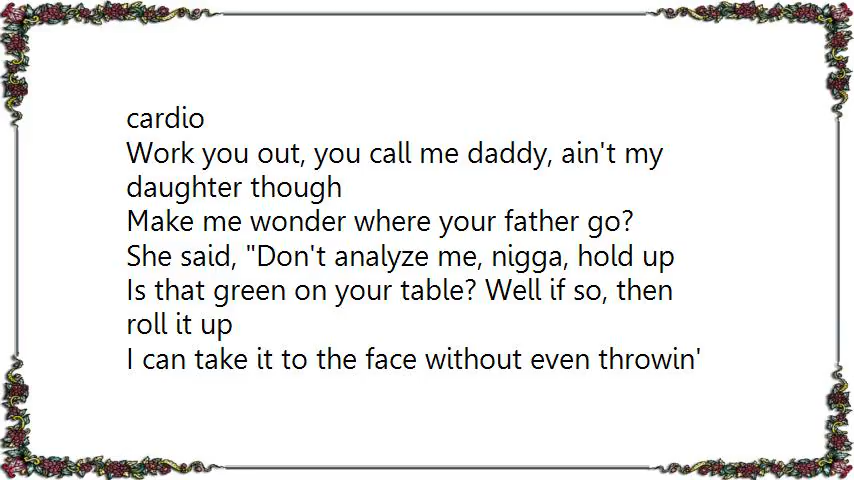 cardio
Work you out, you call me daddy, ain't my
daughter though
Make me wonder where your father go?
She said, "Don't analyze me, nigga, hold up
Is that green on your table? Well if so, then
roll it up
I can take it to the face without even throwin'